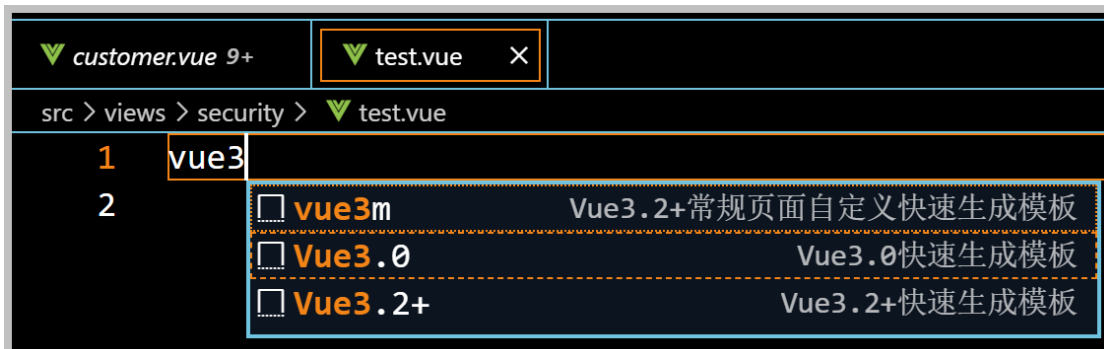 customer.vue 9+ test.vue ×
src > views > security > test.vue
1 vue3
2
vue3m Vue3.2+常规页面自定义快速生成模板
Vue3.0 Vue3.0快速生成模板
Vue3.2+ Vue3.2+快速生成模板